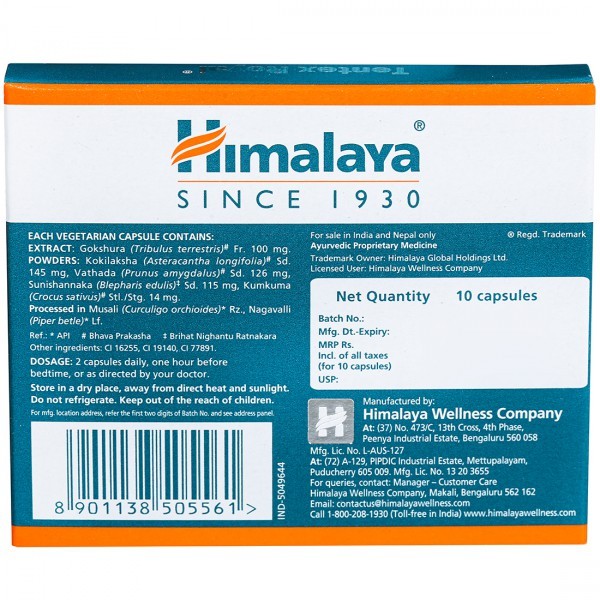 Tentex Royal
Himalaya®
SINCE 1930
EACH VEGETARIAN CAPSULE CONTAINS:
EXTRACT: Gokshura (Tribulus terrestris)# Fr. 100 mg.
POWDERS: Kokilaksha (Asteracantha longifolia)# Sd.
145 mg, Vathada (Prunus amygdalus)# Sd. 126 mg,
Sunishannaka (Blepharis edulis)‡ Sd. 115 mg, Kumkuma
(Crocus sativus)# Stl./Stg. 14 mg.
Processed in Musali (Curculigo orchioides)* Rz., Nagavalli
(Piper betle)* Lf.
Ref.: * API # Bhava Prakasha ‡ Brihat Nighantu Ratnakara
Other ingredients: CI 16255, CI 19140, CI 77891.
DOSAGE: 2 capsules daily, one hour before
bedtime, or as directed by your doctor.
Store in a dry place, away from direct heat and sunlight.
Do not refrigerate. Keep out of the reach of children.
For mfg. location address, refer the first two digits of Batch No. and see address panel.
8 901138 505561 >
IND-5049644
For sale in India and Nepal only
Ayurvedic Proprietary Medicine
® Regd. Trademark
Trademark Owner: Himalaya Global Holdings Ltd.
Licensed User: Himalaya Wellness Company
Net Quantity 10 capsules
Batch No.:
Mfg. Dt.-Expiry:
MRP Rs.
Incl. of all taxes
(for 10 capsules)
USP:
Manufactured by:
Himalaya Wellness Company
At: (37) No. 473/C, 13th Cross, 4th Phase,
Peenya Industrial Estate, Bengaluru 560 058
Mfg. Lic. No. L-AUS-127
At: (72) A-129, PIPDIC Industrial Estate, Mettupalayam,
Puducherry 605 009. Mfg. Lic. No. 13 20 3655
For queries, contact: Manager – Customer Care
Himalaya Wellness Company, Makali, Bengaluru 562 162
Email: contactus@himalayawellness.com
Call 1-800-208-1930 (Toll-free in India) www.himalayawellness.com